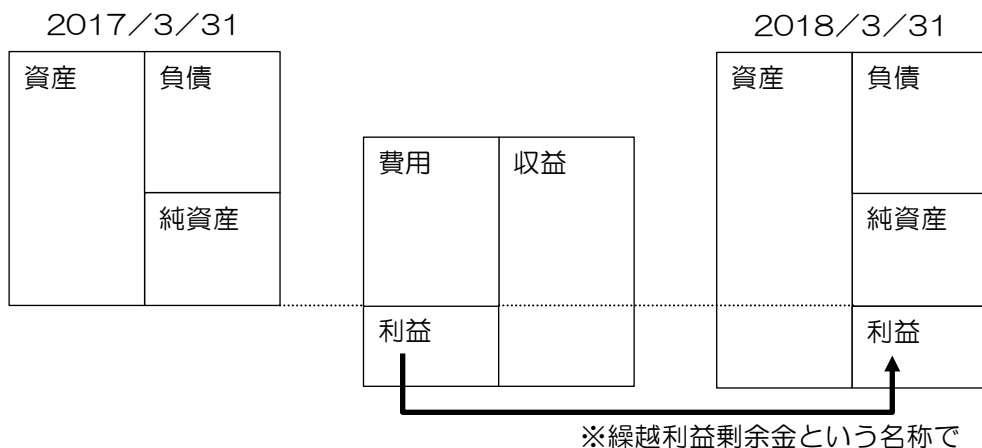 2017/3/31
資産
負債
純資産
費用
収益
利益
2018/3/31
資産
負債
純資産
利益
※繰越利益剰余金という名称で